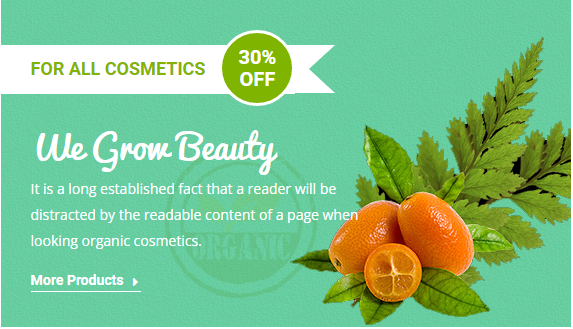 FOR ALL COSMETICS
30%
OFF
We Grow Beauty
It is a long established fact that a reader will be
distracted by the readable content of a page when
looking organic cosmetics.
ORGANIC
More Products